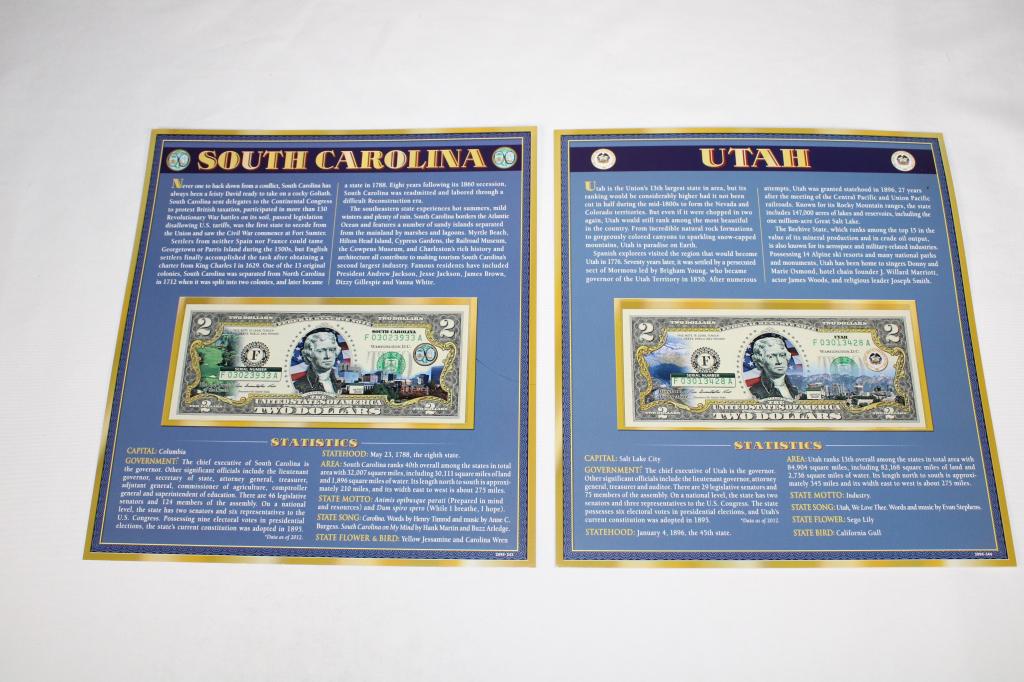 SOUTH CAROLINA
Never one to back down from a conflict, South Carolina has
always been a feisty David ready to take on a cocky Goliath.
South Carolina sent delegates to the Continental Congress
to protest British taxation, participated in more than 130
Revolutionary War battles on its soil, passed legislation
disallowing U.S. tariffs, was the first state to secede from
the Union and saw the Civil War commence at Fort Sumter.
Settlers from neither Spain nor France could tame
Georgetown or Parris Island during the 1500s, but English
settlers finally accomplished the task after obtaining a
charter from King Charles I in 1629. One of the 13 original
colonies, South Carolina was separated from North Carolina
in 1712 when it was split into two colonies, and later became
a state in 1788. Eight years following its 1860 secession,
South Carolina was readmitted and labored through a
difficult Reconstruction era.
The southeastern state experiences hot summers, mild
winters and plenty of rain. South Carolina borders the Atlantic
Ocean and features a number of sandy islands separated
from the mainland by marshes and lagoons. Myrtle Beach,
Hilton Head Island, Cypress Gardens, the Railroad Museum,
the Cowpens Museum, and Charleston's rich history and
architecture all contribute to making tourism South Carolina's
second largest industry. Famous residents have included
President Andrew Jackson, Jesse Jackson, James Brown,
Dizzy Gillespie and Vanna White.
2
TWO DOLLARS
2
SOUTH CAROLINA
F 03023933 A
WASHINGTON, D.C.
F
SERIAL NUMBER
F 03023933 A
THE
UNITED STATES OF AMERICA
2
TWO DOLLARS
2
STATISTICS
CAPITAL: Columbia
GOVERNMENT:* The chief executive of South Carolina is
the governor. Other significant officials include the lieutenant
governor, secretary of state, attorney general, treasurer,
adjutant general, commissioner of agriculture, comptroller
general and superintendent of education. There are 46 legislative
senators and 124 members of the assembly. On a national
level, the state has two senators and six representatives to the
U.S. Congress. Possessing nine electoral votes in presidential
elections, the state's current constitution was adopted in 1895.
*Data as of 2012.
STATEHOOD: May 23, 1788, the eighth state.
AREA: South Carolina ranks 40th overall among the states in total
area with 32,007 square miles, including 30,111 square miles of land
and 1,896 square miles of water. Its length north to south is approxi-
mately 210 miles, and its width east to west is about 275 miles.
STATE MOTTO: Animis opibusque parati (Prepared in mind
and resources) and Dum spiro spero (While I breathe, I hope).
STATE SONG: Carolina. Words by Henry Timrod and music by Anne C.
Burgess. South Carolina on My Mind by Hank Martin and Buzz Arledge.
STATE FLOWER & BIRD: Yellow Jessamine and Carolina Wren
UTAH
Utah is the Union's 13th largest state in area, but its
ranking would be considerably higher had it not been
cut in half during the mid-1800s to form the Nevada and
Colorado territories. But even if it were chopped in two
again, Utah would still rank among the most beautiful
in the country. From incredible natural rock formations
to gorgeously colored canyons to sparkling snow-capped
mountains, Utah is paradise on Earth.
Spanish explorers visited the region that would become
Utah in 1776. Seventy years later, it was settled by a persecuted
sect of Mormons led by Brigham Young, who became
governor of the Utah Territory in 1850. After numerous
attempts, Utah was granted statehood in 1896, 27 years
after the meeting of the Central Pacific and Union Pacific
railroads. Known for its Rocky Mountain ranges, the state
includes 147,000 acres of lakes and reservoirs, including the
one million-acre Great Salt Lake.
The Beehive State, which ranks among the top 15 in the
value of its mineral production and in crude oil output,
is also known for its aerospace and military-related industries.
Possessing 14 Alpine ski resorts and many national parks
and monuments, Utah has been home to singers Donny and
Marie Osmond, hotel chain founder J. Willard Marriott,
actor James Woods, and religious leader Joseph Smith.
2
TWO DOLLARS
2
UTAH
F 03013428 A
WASHINGTON, D.C.
F
SERIAL NUMBER
F 03013428 A
THE
UNITED STATES OF AMERICA
2
TWO DOLLARS
2
STATISTICS
CAPITAL: Salt Lake City
GOVERNMENT:* The chief executive of Utah is the governor.
Other significant officials include the lieutenant governor, attorney
general, treasurer and auditor. There are 29 legislative senators and
75 members of the assembly. On a national level, the state has two
senators and three representatives to the U.S. Congress. The state
possesses six electoral votes in presidential elections, and Utah's
current constitution was adopted in 1895.
*Data as of 2012.
STATEHOOD: January 4, 1896, the 45th state.
AREA: Utah ranks 13th overall among the states in total area with
84,904 square miles, including 82,168 square miles of land and
2,736 square miles of water. Its length north to south is approxi-
mately 345 miles and its width east to west is about 275 miles.
STATE MOTTO: Industry.
STATE SONG: Utah, We Love Thee. Words and music by Evan Stephens.
STATE FLOWER: Sego Lily
STATE BIRD: California Gull